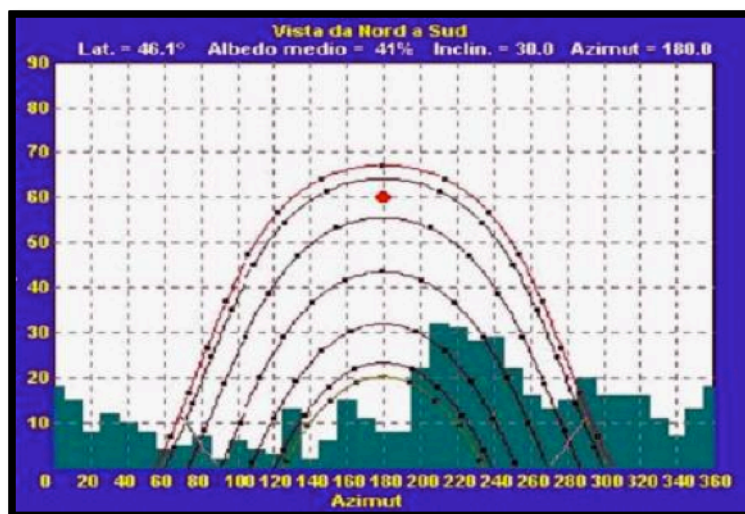 Vista da Nord a Sud
Lat. = 46.1° Albedo medio = 41% Inclin. = 30.0 Azimut = 180.0
90
80
70
60
50
40
30
20
10
0 20 40 60 80 100 120 140 160 180 200 220 240 260 280 300 320 340 360
Azimut